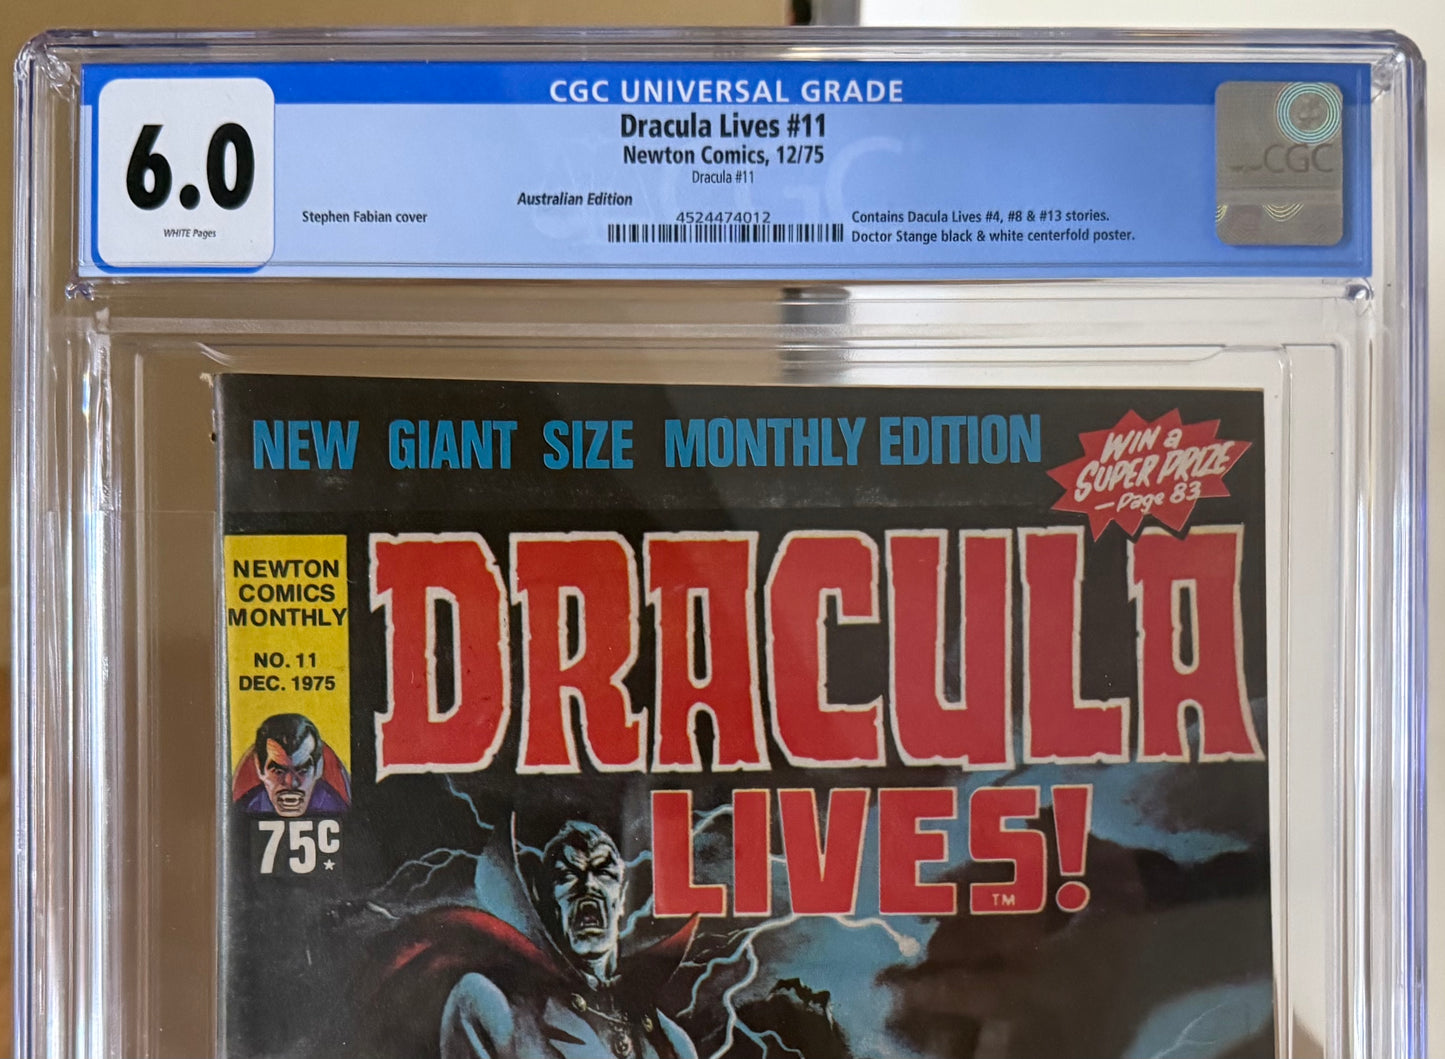 CGC UNIVERSAL GRADE
6.0
WHITE Pages
Dracula Lives #11
Newton Comics, 12/75
Dracula #11
Australian Edition
Stephen Fabian cover
4524474012
Contains Dacula Lives #4, #8 & #13 stories.
Doctor Stange black & white centerfold poster.
CGC
NEW GIANT SIZE MONTHLY EDITION
WIN a
SUPER PRIZE
—Page 83
NEWTON
COMICS
MONTHLY
NO. 11
DEC. 1975
75¢*
DRACULA
LIVES!
TM